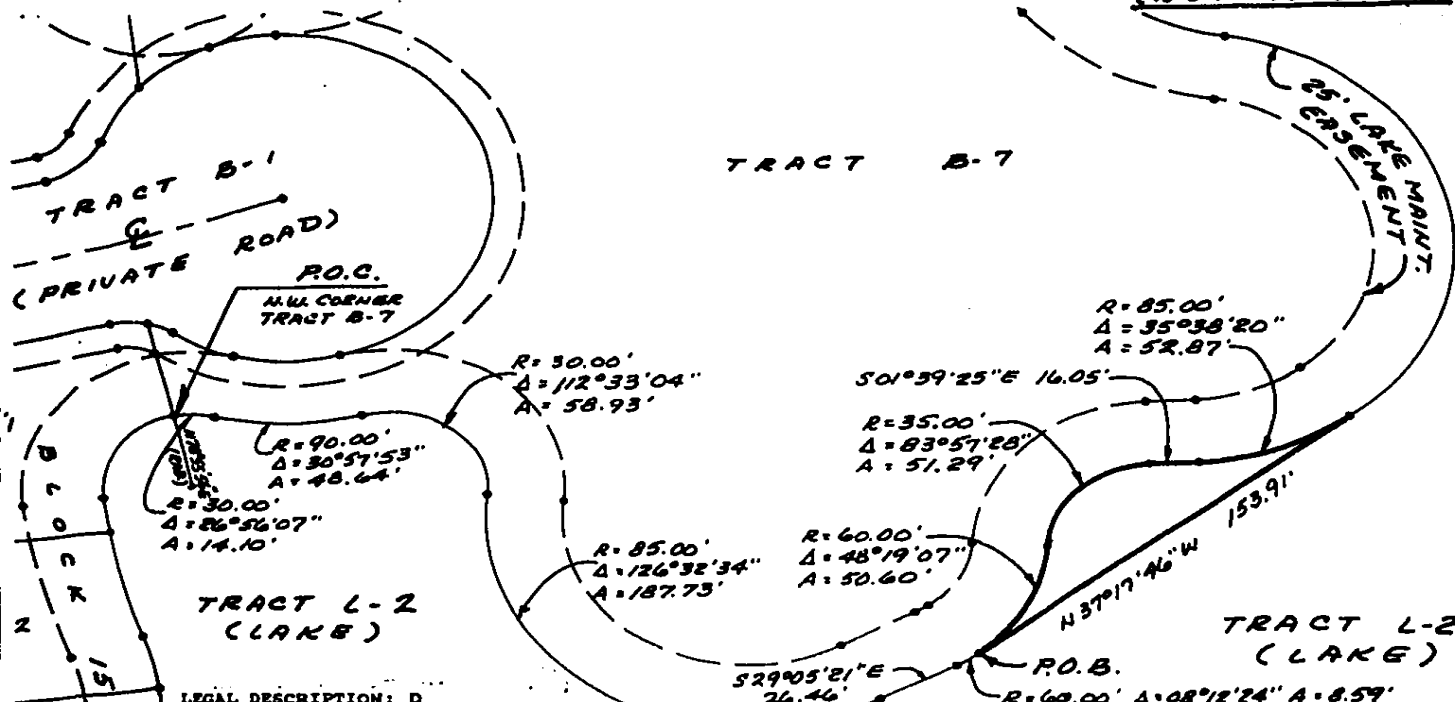 TRACT B-1
℄
(PRIVATE ROAD)
P.O.C.
N.W. CORNER
TRACT B-7
TRACT B-7
25' LAKE MAINT.
EASEMENT
R=85.00'
Δ=35°38'20"
A=52.87'
S01°39'25"E 16.05'
R=35.00'
Δ=83°57'28"
A=51.29'
R=30.00'
Δ=112°33'04"
A=58.93'
R=90.00'
Δ=30°57'53"
A=48.64'
R=30.00'
Δ=26°56'07"
A=14.10'
BLOCK 15
2
TRACT L-2
(LAKE)
R=85.00'
Δ=126°32'34"
A=187.73'
R=60.00'
Δ=48°19'07"
A=50.60'
153.91'
N37°17'46"W
TRACT L-2
(LAKE)
P.O.B.
S29°05'21"E
26.46'
R=60.00' Δ=08°12'24" A=8.59'
LEGAL DESCRIPTION: D